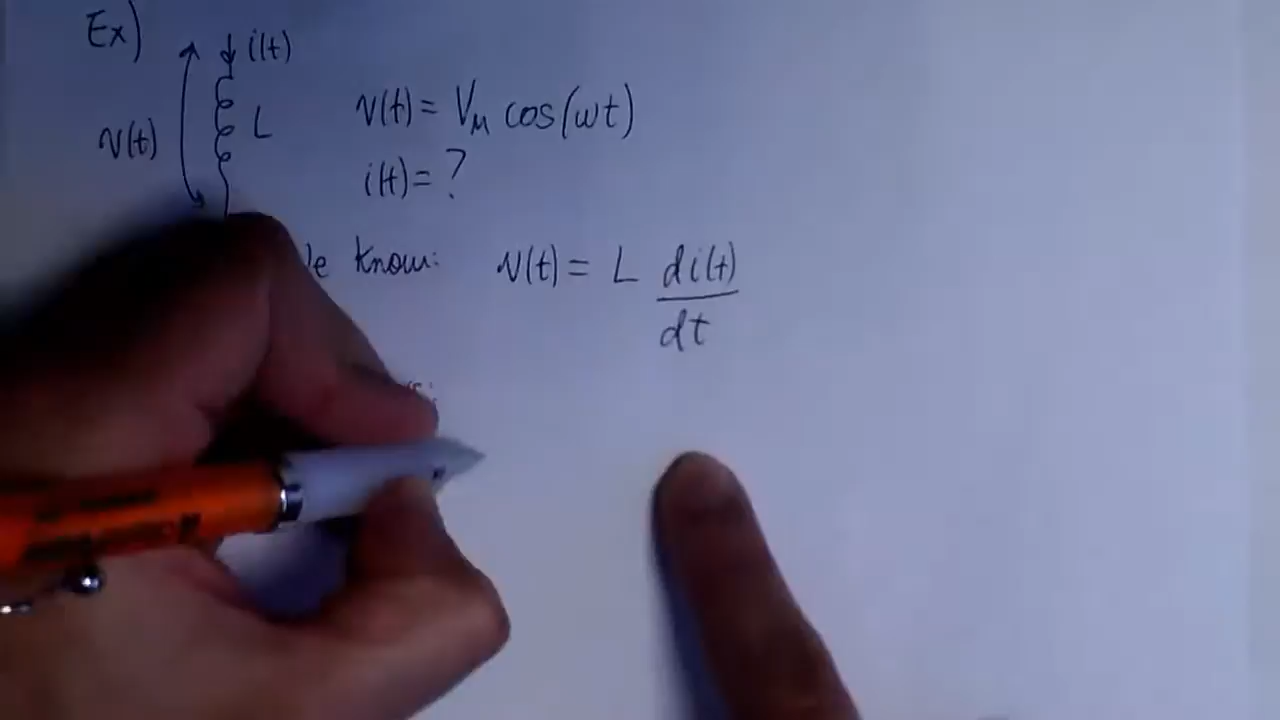 Ex)
i(t)
v(t)
L
v(t) = V_M cos(ωt)
i(t) = ?
know: v(t) = L di(t)/dt